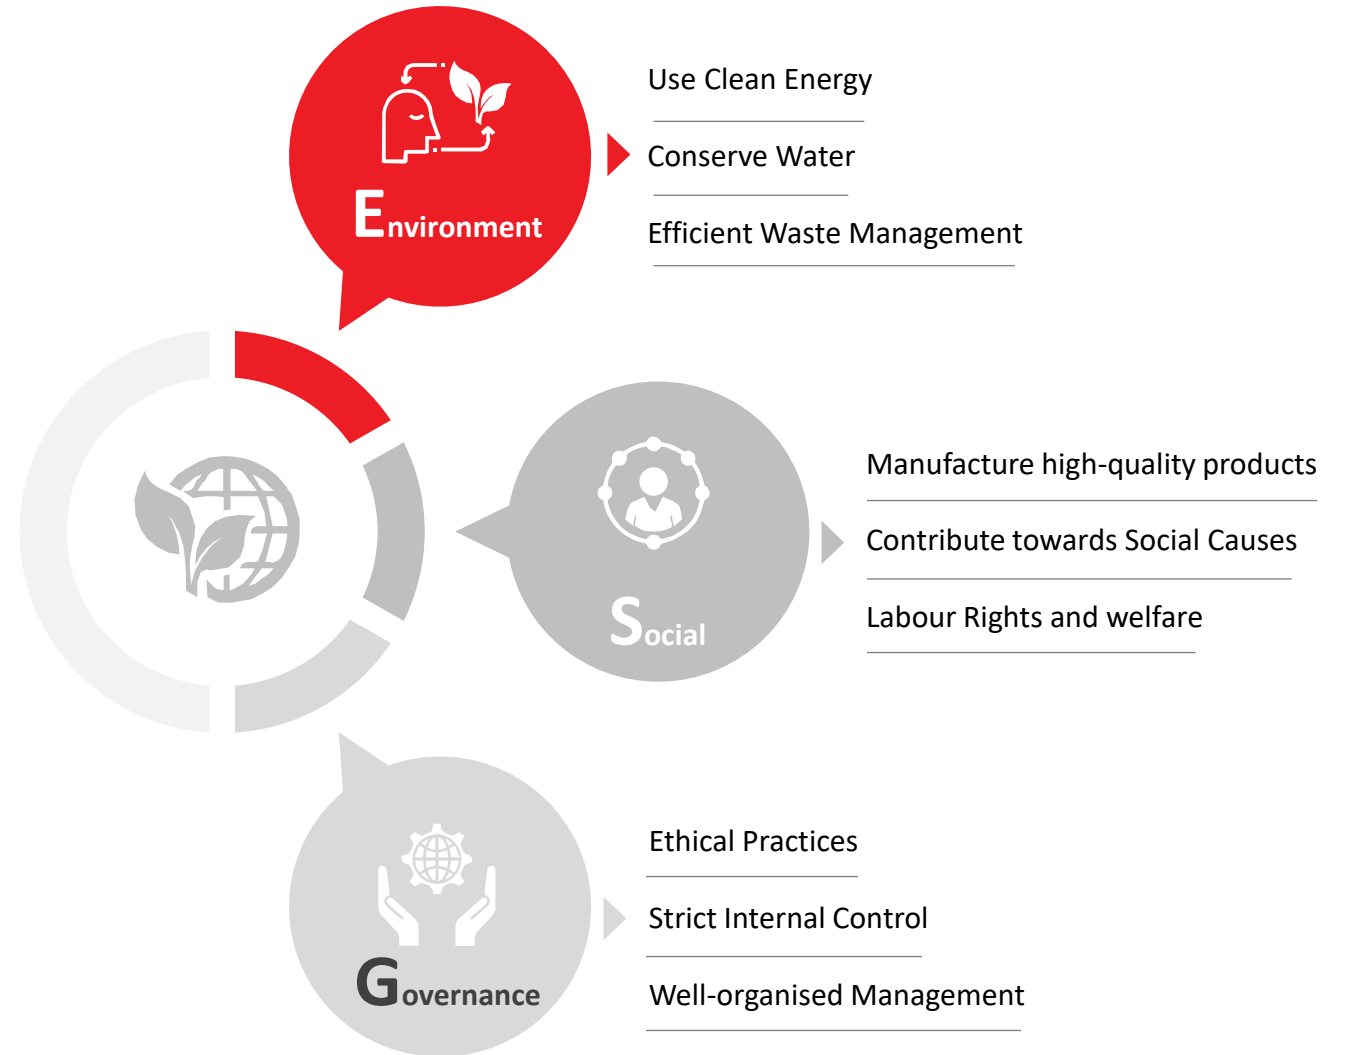 Use Clean Energy
Conserve Water
Environment
Efficient Waste Management
Manufacture high-quality products
Contribute towards Social Causes
Social
Labour Rights and welfare
Ethical Practices
Strict Internal Control
Governance
Well-organised Management